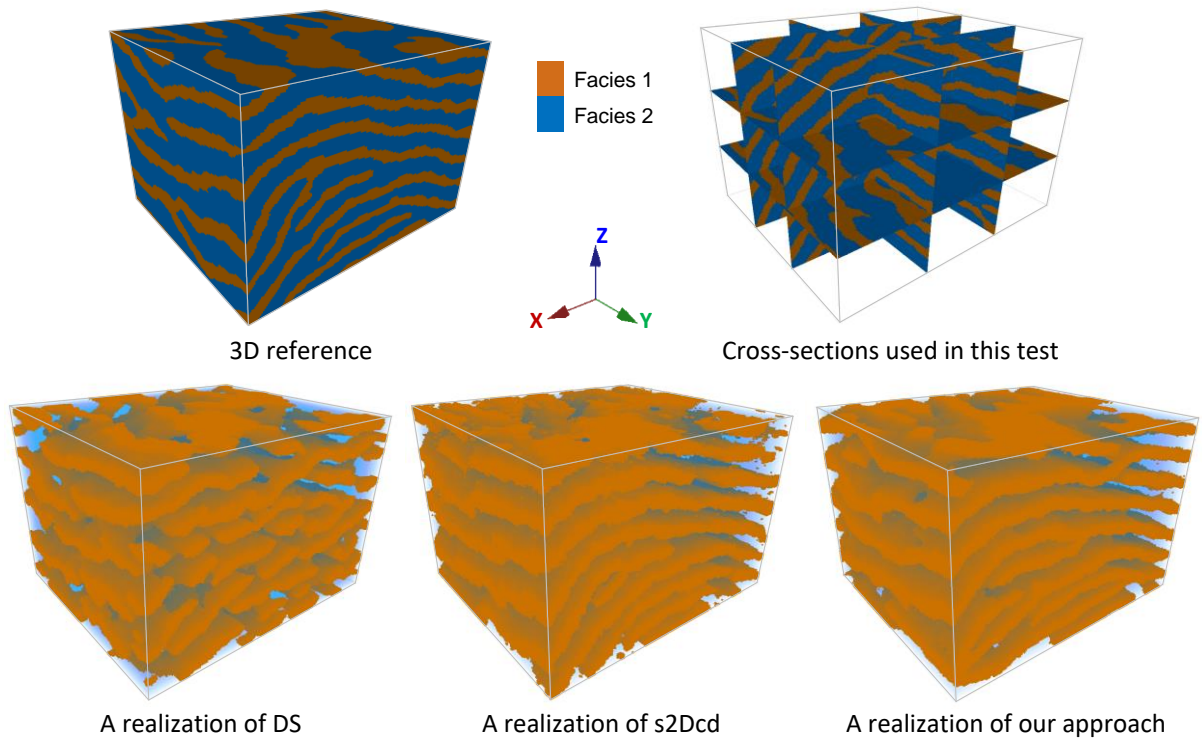 Facies 1
Facies 2
Z
X
Y
3D reference
Cross-sections used in this test
A realization of DS
A realization of s2Dcd
A realization of our approach